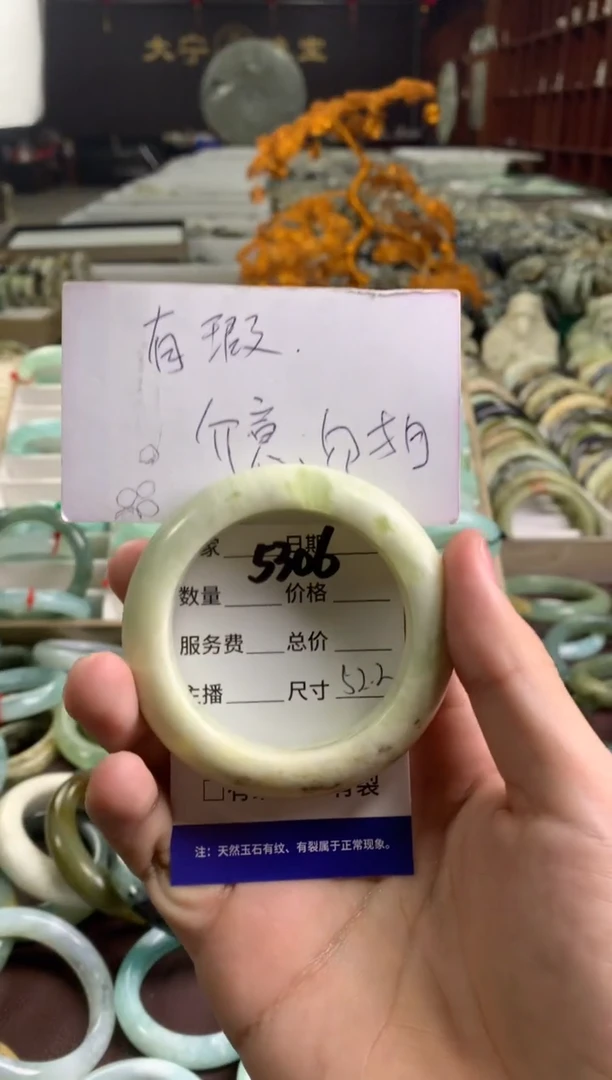 大宁
宝
有瑕.
介意、勿拍
5306
家 日期
数量 价格
服务费 总价
主播 尺寸 52.2
注：天然玉石有纹、有裂属于正常现象。